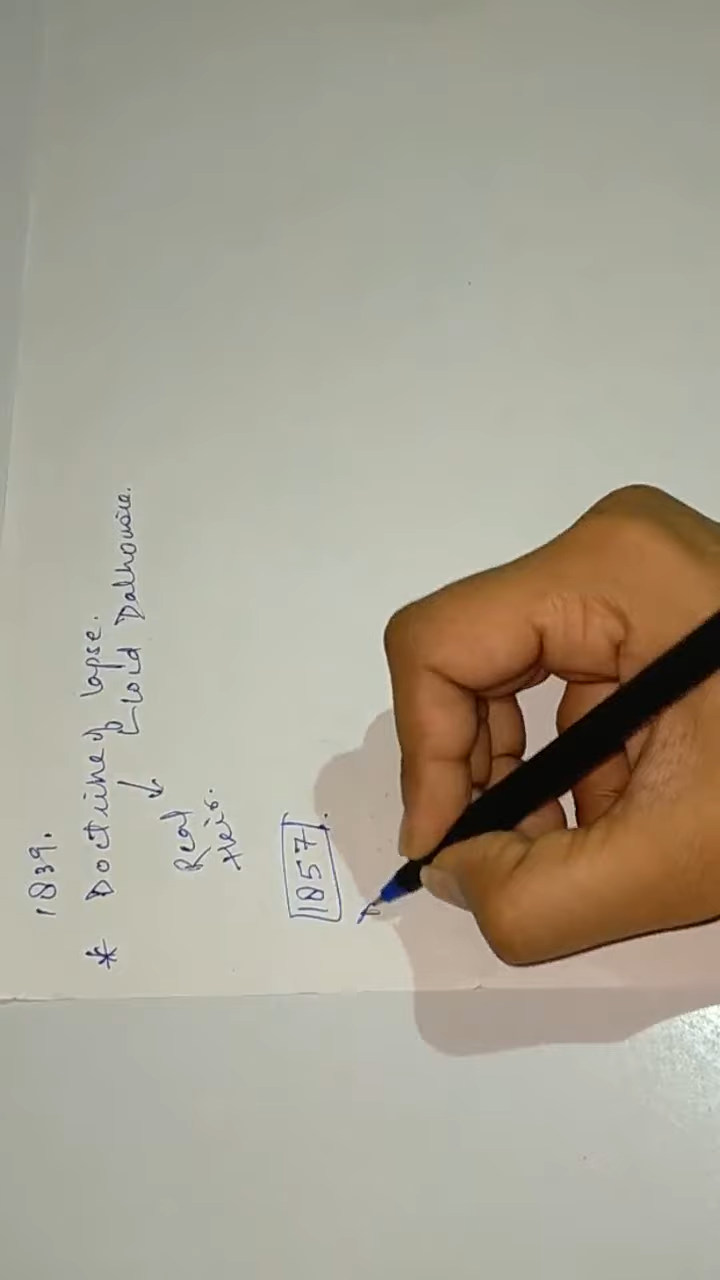 1839.
* Doctrine of lapse.
Lord Dalhousie.
Real
Heir.
1857.